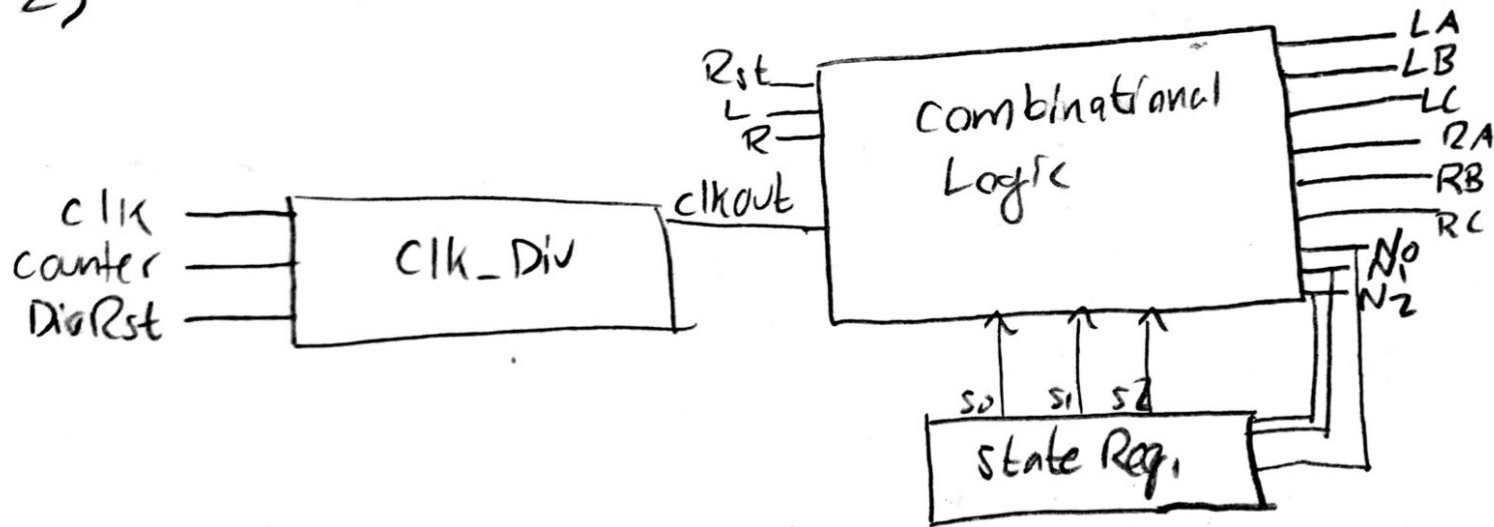 2)
Rst
L
R
clkout
Combinational
Logic
LA
LB
LC
RA
RB
RC
N0
N1
N2
clk
counter
DivRst
Clk_Div
S0 S1 S2
State Reg.